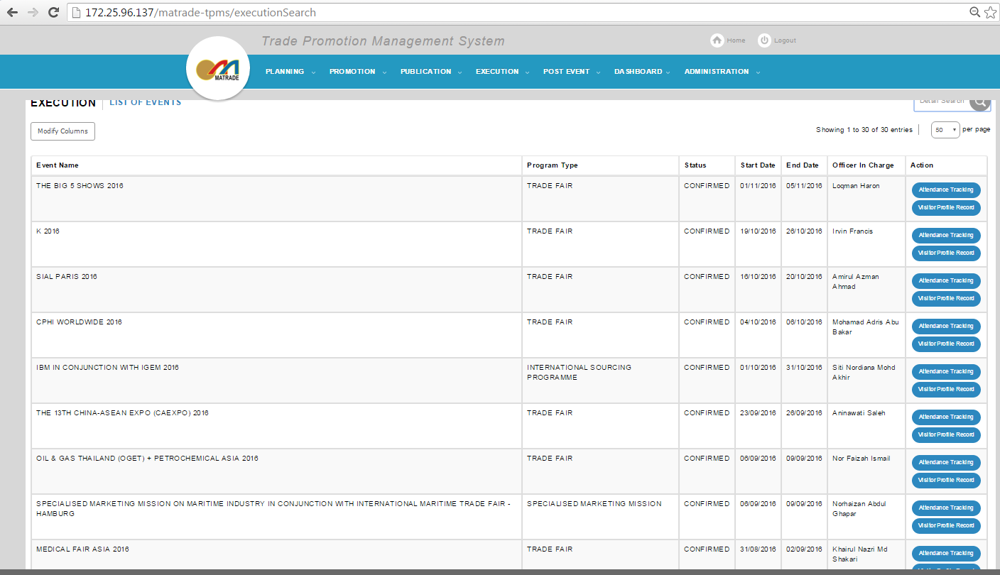 172.25.96.137/matrade-tpms/executionSearch
Trade Promotion Management System
Home
Logout
MATRADE
PLANNING
PROMOTION
PUBLICATION
EXECUTION
POST EVENT
DASHBOARD
ADMINISTRATION
EXECUTION
LIST OF EVENTS
Detail Search
Modify Columns
Showing 1 to 30 of 30 entries
50
per page
Event Name
Program Type
Status
Start Date
End Date
Officer In Charge
Action
THE BIG 5 SHOWS 2016
TRADE FAIR
CONFIRMED
01/11/2016
05/11/2016
Loqman Haron
Attendance Tracking
Visitor Profile Record
K 2016
TRADE FAIR
CONFIRMED
19/10/2016
26/10/2016
Irvin Francis
Attendance Tracking
Visitor Profile Record
SIAL PARIS 2016
TRADE FAIR
CONFIRMED
16/10/2016
20/10/2016
Amirul Azman
Ahmad
Attendance Tracking
Visitor Profile Record
CPHI WORLDWIDE 2016
TRADE FAIR
CONFIRMED
04/10/2016
06/10/2016
Mohamad Adris Abu
Bakar
Attendance Tracking
Visitor Profile Record
IBM IN CONJUNCTION WITH IGEM 2016
INTERNATIONAL SOURCING
PROGRAMME
CONFIRMED
01/10/2016
31/10/2016
Siti Nordiana Mohd
Akhir
Attendance Tracking
Visitor Profile Record
THE 13TH CHINA-ASEAN EXPO (CAEXPO) 2016
TRADE FAIR
CONFIRMED
23/09/2016
26/09/2016
Aninawati Saleh
Attendance Tracking
Visitor Profile Record
OIL & GAS THAILAND (OGET) + PETROCHEMICAL ASIA 2016
TRADE FAIR
CONFIRMED
06/09/2016
09/09/2016
Nor Faizah Ismail
Attendance Tracking
Visitor Profile Record
SPECIALISED MARKETING MISSION ON MARITIME INDUSTRY IN CONJUNCTION WITH INTERNATIONAL MARITIME TRADE FAIR -
HAMBURG
SPECIALISED MARKETING MISSION
CONFIRMED
06/09/2016
09/09/2016
Norhaizan Abdul
Ghapar
Attendance Tracking
Visitor Profile Record
MEDICAL FAIR ASIA 2016
TRADE FAIR
CONFIRMED
31/08/2016
02/09/2016
Khairul Nazri Md
Shakari
Attendance Tracking